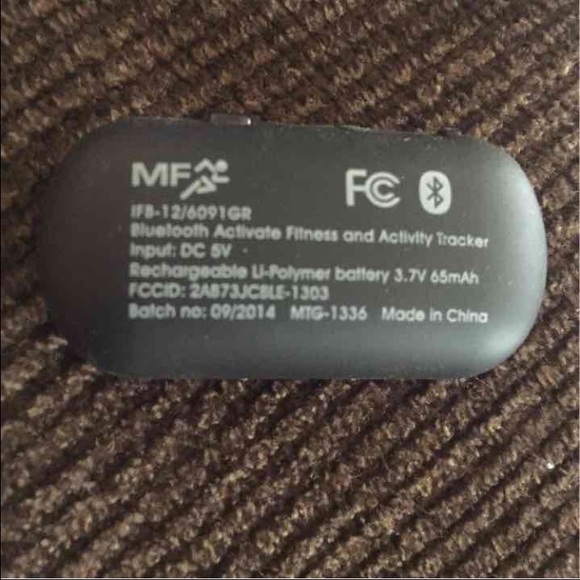 MF
FC
IFB-12/6091GR
Bluetooth Activate Fitness and Activity Tracker
Input: DC 5V
Rechargeable Li-Polymer battery 3.7V 65mAh
FCCID: 2AB73JCBLE-1303
Batch no: 09/2014 MTG-1336 Made in China